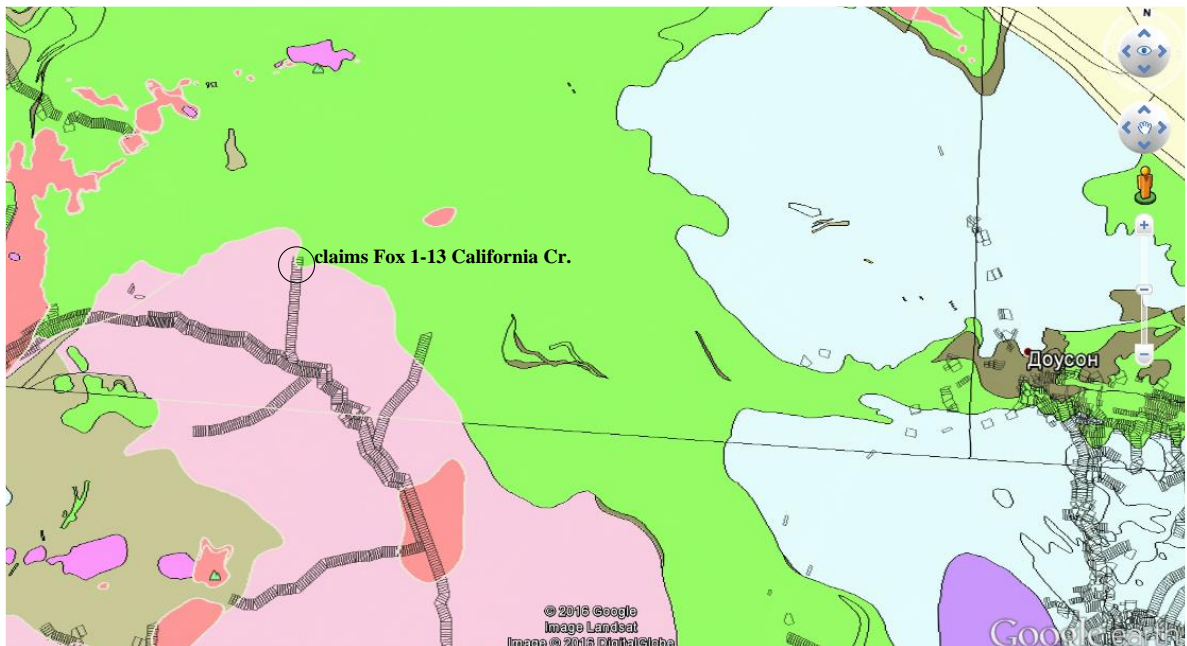 N
claims Fox 1-13 California Cr.
Доусон
© 2016 Google
Image Landsat
Image © 2016 DigitalGlobe
Google earth